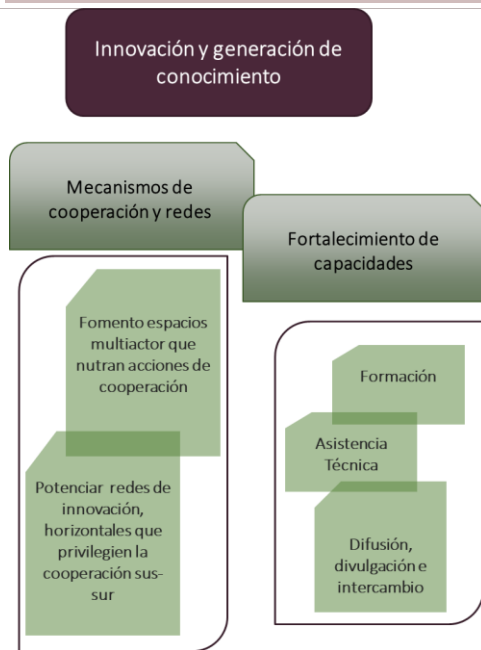 Innovación y generación de
conocimiento
Mecanismos de
cooperación y redes
Fomento espacios
multiactor que
nutran acciones de
cooperación
Potenciar redes de
innovación,
horizontales que
privilegien la
cooperación sus-
sur
Fortalecimiento de
capacidades
Formación
Asistencia
Técnica
Difusión,
divulgación e
intercambio